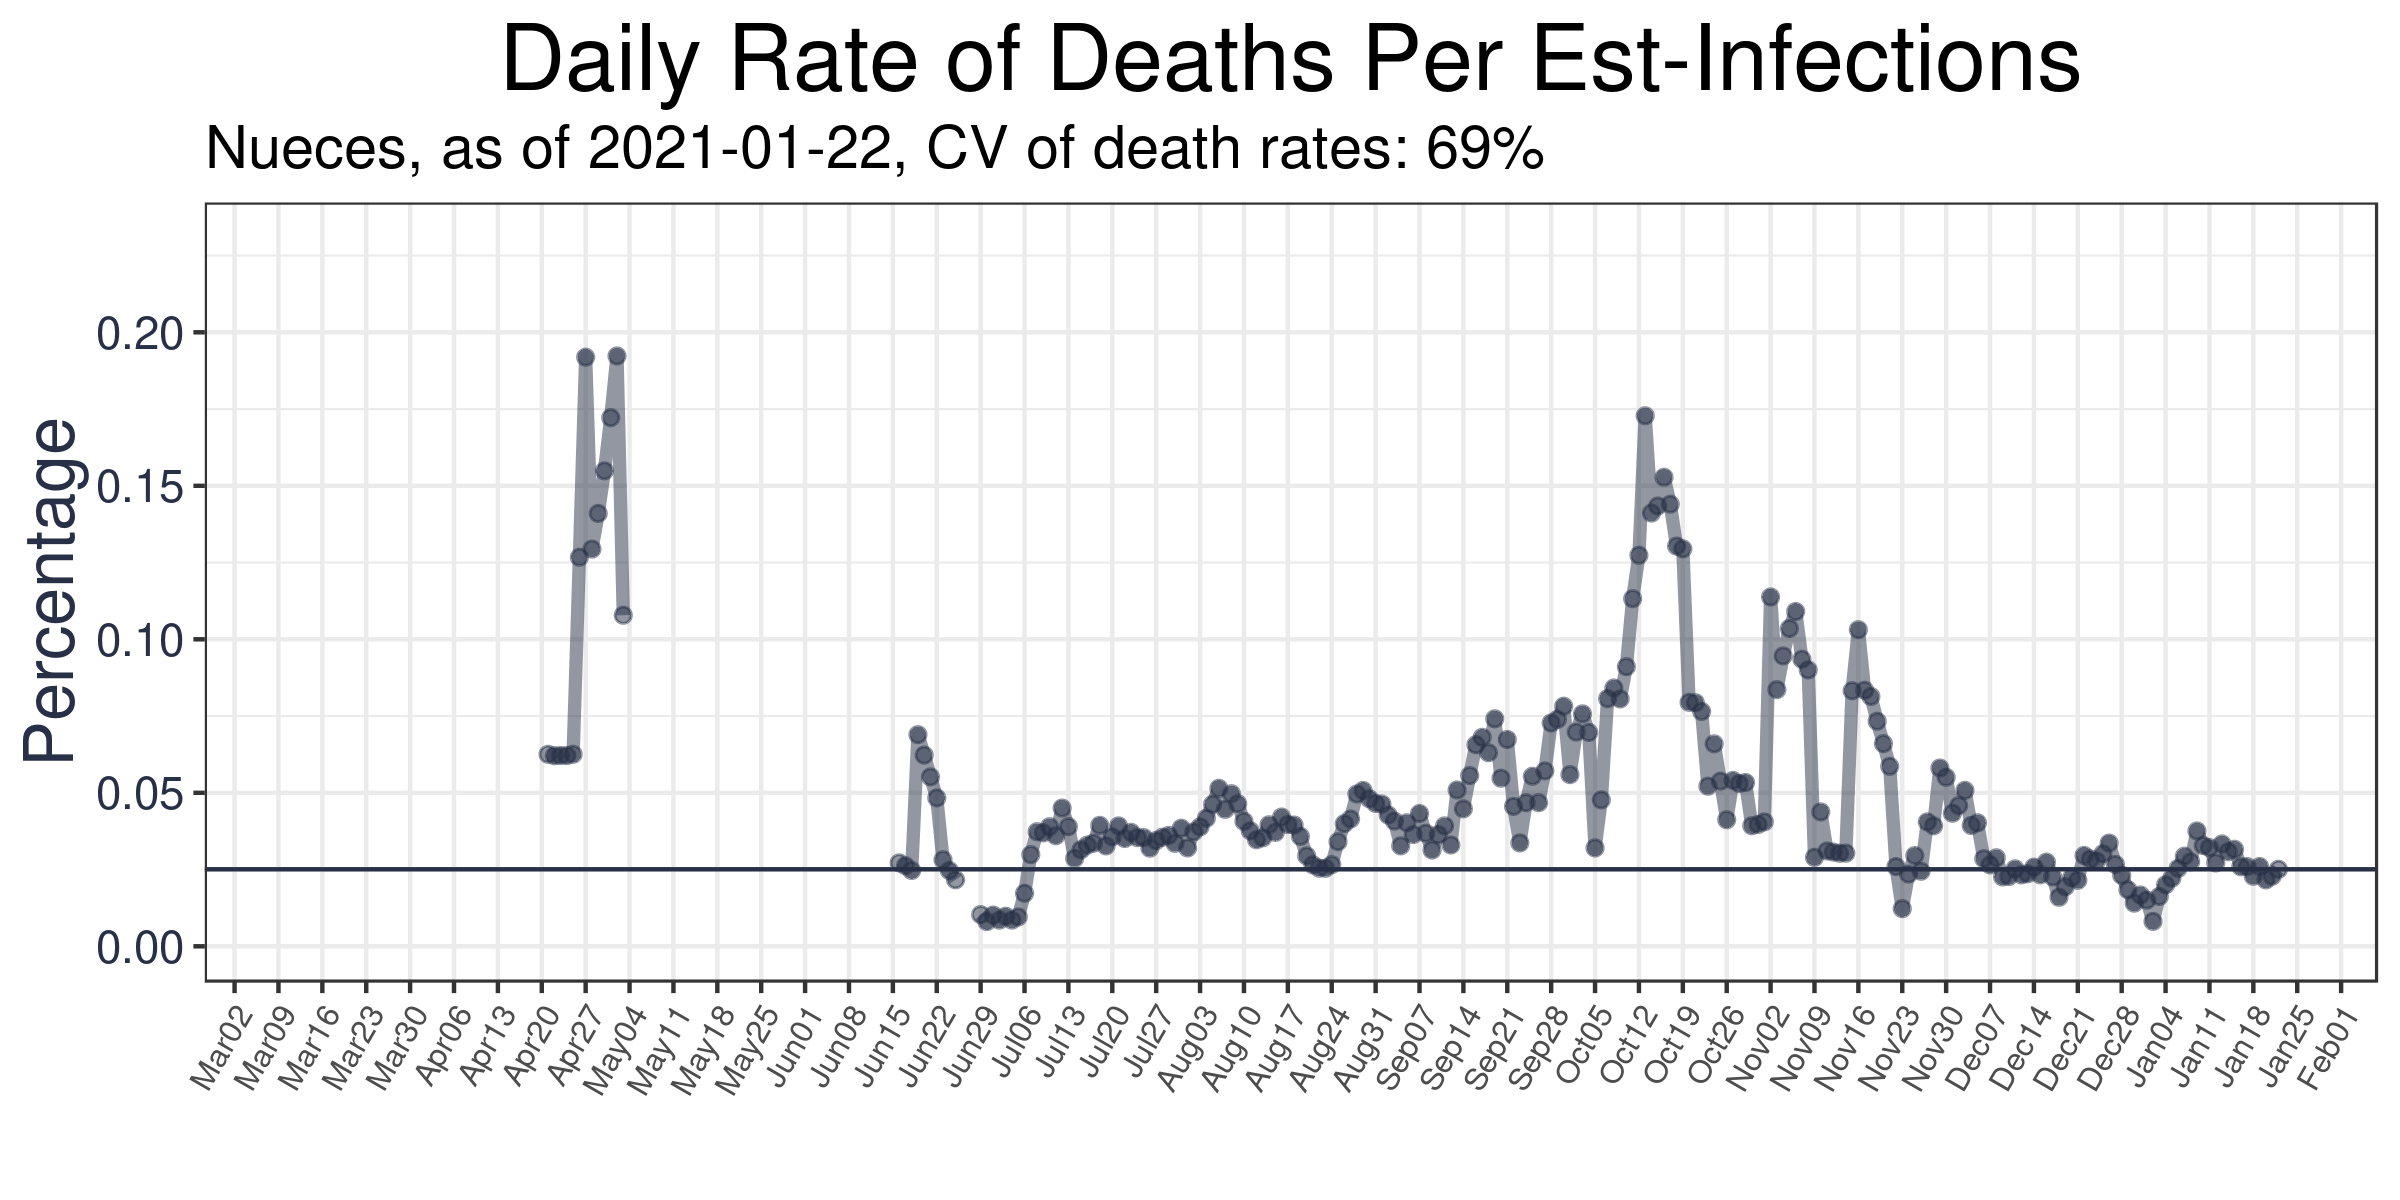 Daily Rate of Deaths Per Est-Infections
Nueces, as of 2021-01-22, CV of death rates: 69%
Percentage
0.20
0.15
0.10
0.05
0.00
Mar02
Mar09
Mar16
Mar23
Mar30
Apr06
Apr13
Apr20
Apr27
May04
May11
May18
May25
Jun01
Jun08
Jun15
Jun22
Jun29
Jul06
Jul13
Jul20
Jul27
Aug03
Aug10
Aug17
Aug24
Aug31
Sep07
Sep14
Sep21
Sep28
Oct05
Oct12
Oct19
Oct26
Nov02
Nov09
Nov16
Nov23
Nov30
Dec07
Dec14
Dec21
Dec28
Jan04
Jan11
Jan18
Jan25
Feb01